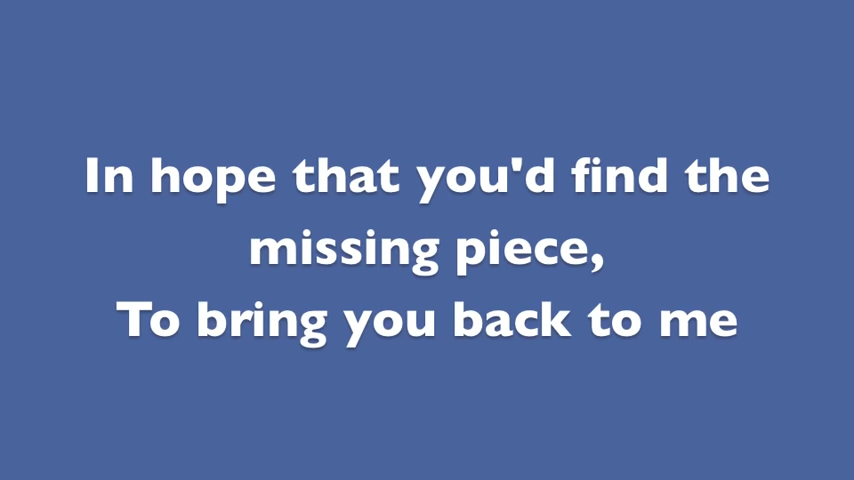 In hope that you'd find the
missing piece,
To bring you back to me